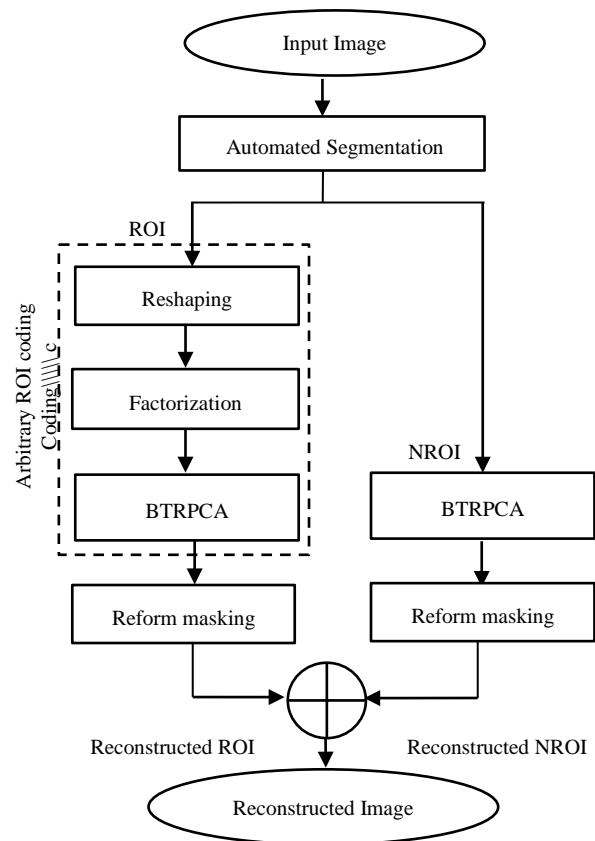 Input Image
Automated Segmentation
ROI
Reshaping
Arbitrary ROI coding
Coding\\\\\ c
Factorization
NROI
BTRPCA
BTRPCA
Reform masking
Reform masking
Reconstructed ROI
Reconstructed NROI
Reconstructed Image